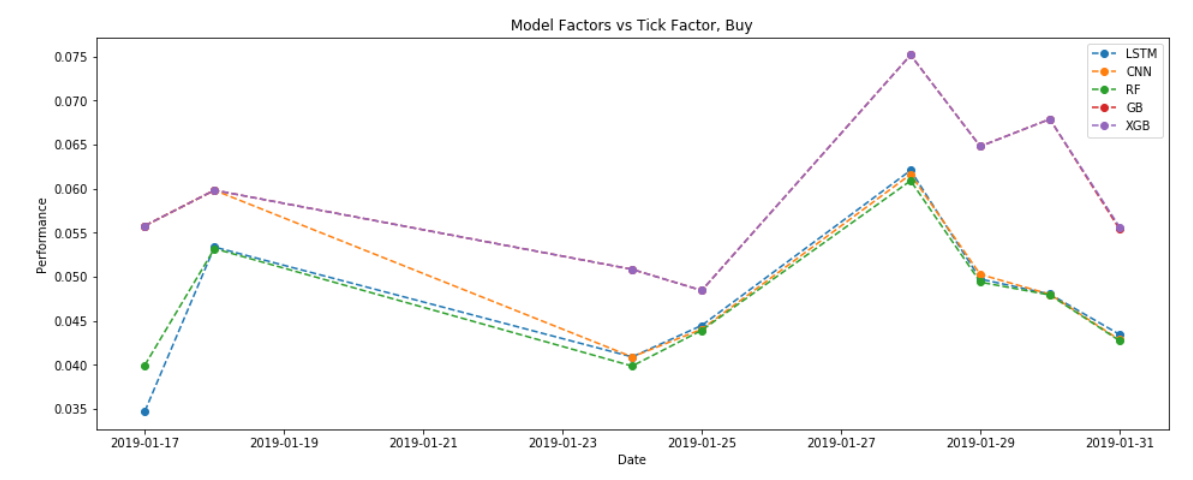 Model Factors vs Tick Factor, Buy
0.075
0.070
0.065
0.060
0.055
0.050
0.045
0.040
0.035
Performance
LSTM
CNN
RF
GB
XGB
2019-01-17 2019-01-19 2019-01-21 2019-01-23 2019-01-25 2019-01-27 2019-01-29 2019-01-31
Date